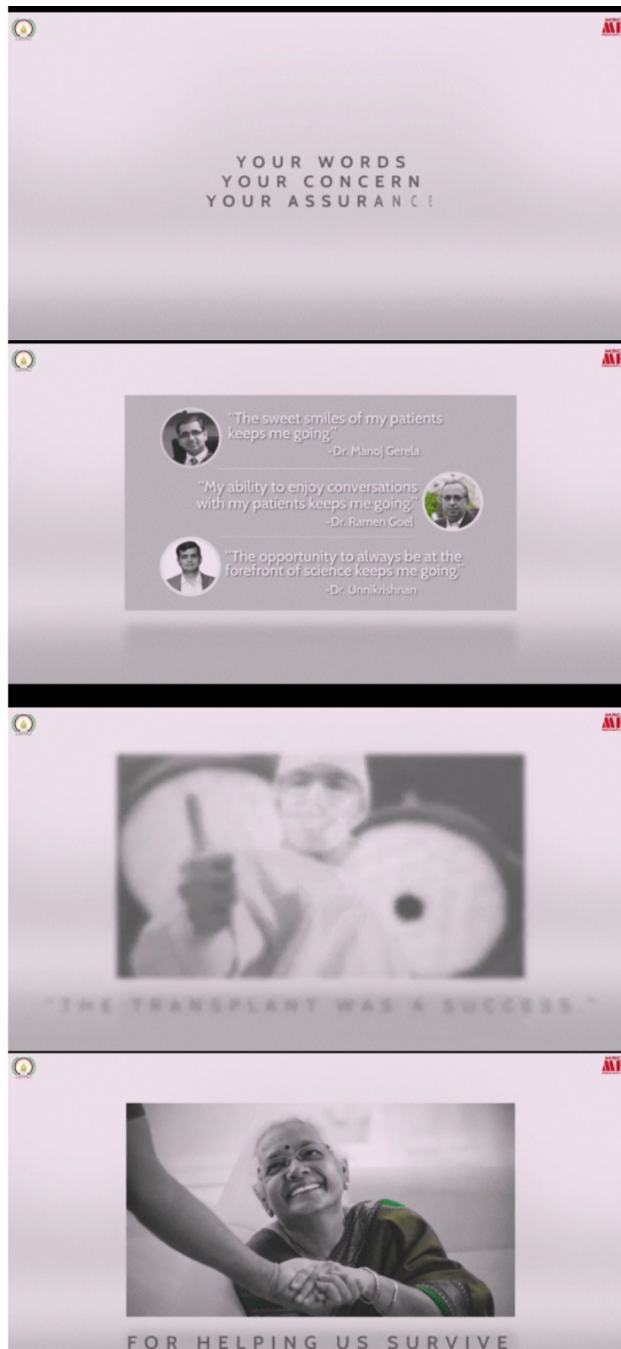 YOUR WORDS
YOUR CONCERN
YOUR ASSURANCE
"The sweet smiles of my patients
keeps me going."
-Dr. Manoj Gerela
"My ability to enjoy conversations
with my patients keeps me going."
-Dr. Ramen Goel
"The opportunity to always be at the
forefront of science keeps me going."
-Dr. Unnikrishnan
"THE TRANSPLANT WAS A SUCCESS."
FOR HELPING US SURVIVE